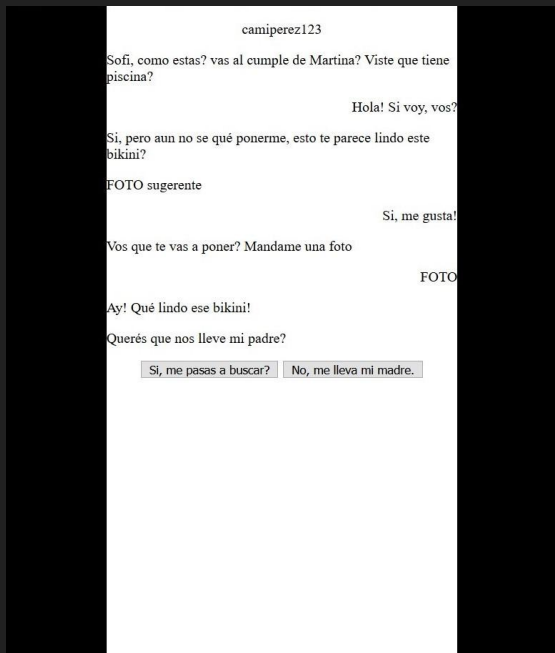 camiperez123
Sofi, como estas? vas al cumple de Martina? Viste que tiene
piscina?
Hola! Si voy, vos?
Si, pero aun no se qué ponerme, esto te parece lindo este
bikini?
FOTO sugerente
Si, me gusta!
Vos que te vas a poner? Mandame una foto
FOTO
Ay! Qué lindo ese bikini!
Querés que nos lleve mi padre?
Si, me pasas a buscar? No, me lleva mi madre.